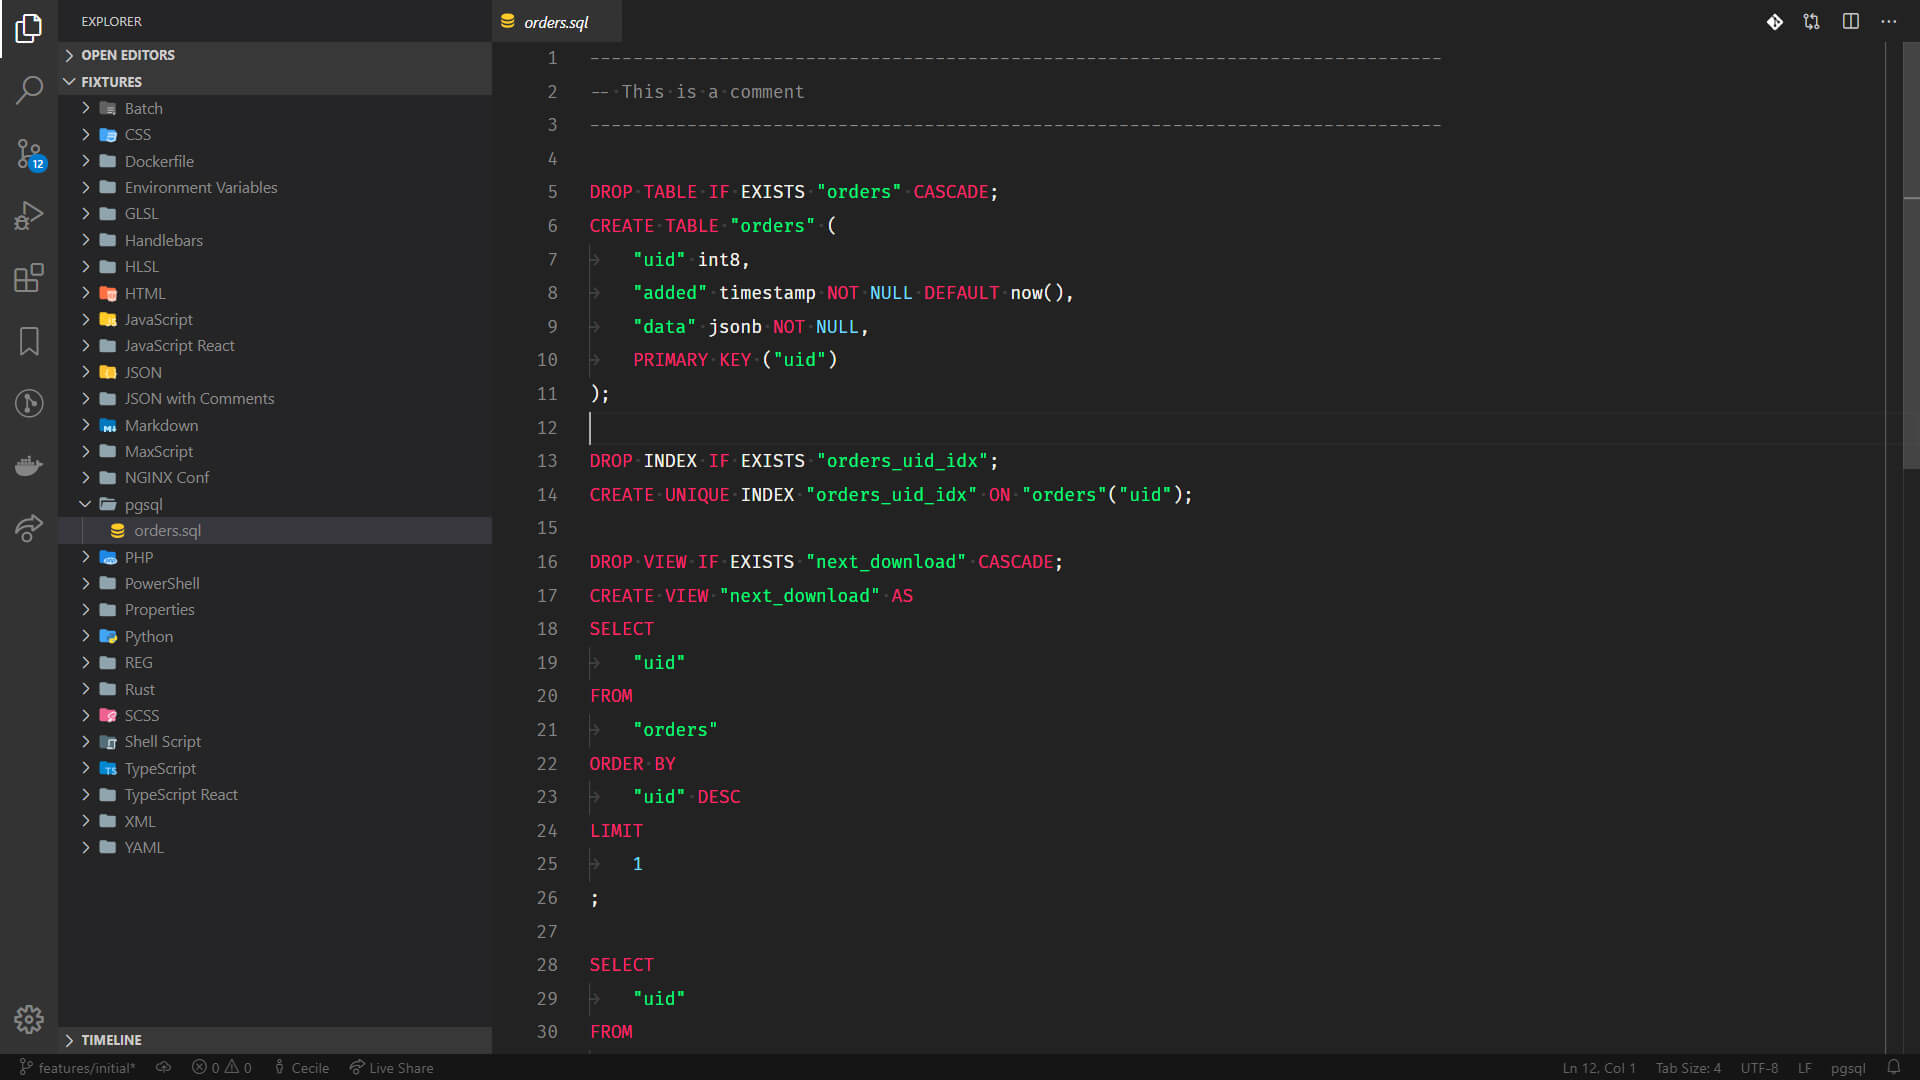 EXPLORER
OPEN EDITORS
FIXTURES
Batch
CSS
Dockerfile
Environment Variables
GLSL
Handlebars
HLSL
HTML
JavaScript
JavaScript React
JSON
JSON with Comments
Markdown
MaxScript
NGINX Conf
pgsql
orders.sql
PHP
PowerShell
Properties
Python
REG
Rust
SCSS
Shell Script
TypeScript
TypeScript React
XML
YAML
TIMELINE
12
orders.sql
1 -------------------------------------------------------------------------------
2 -- This is a comment
3 -------------------------------------------------------------------------------
4
5 DROP TABLE IF EXISTS "orders" CASCADE;
6 CREATE TABLE "orders" (
7 "uid" int8,
8 "added" timestamp NOT NULL DEFAULT now(),
9 "data" jsonb NOT NULL,
10 PRIMARY KEY ("uid")
11 );
12
13 DROP INDEX IF EXISTS "orders_uid_idx";
14 CREATE UNIQUE INDEX "orders_uid_idx" ON "orders"("uid");
15
16 DROP VIEW IF EXISTS "next_download" CASCADE;
17 CREATE VIEW "next_download" AS
18 SELECT
19 "uid"
20 FROM
21 "orders"
22 ORDER BY
23 "uid" DESC
24 LIMIT
25 1
26 ;
27
28 SELECT
29 "uid"
30 FROM
features/initial* 0 0 Cecile Live Share
Ln 12, Col 1 Tab Size: 4 UTF-8 LF pgsql